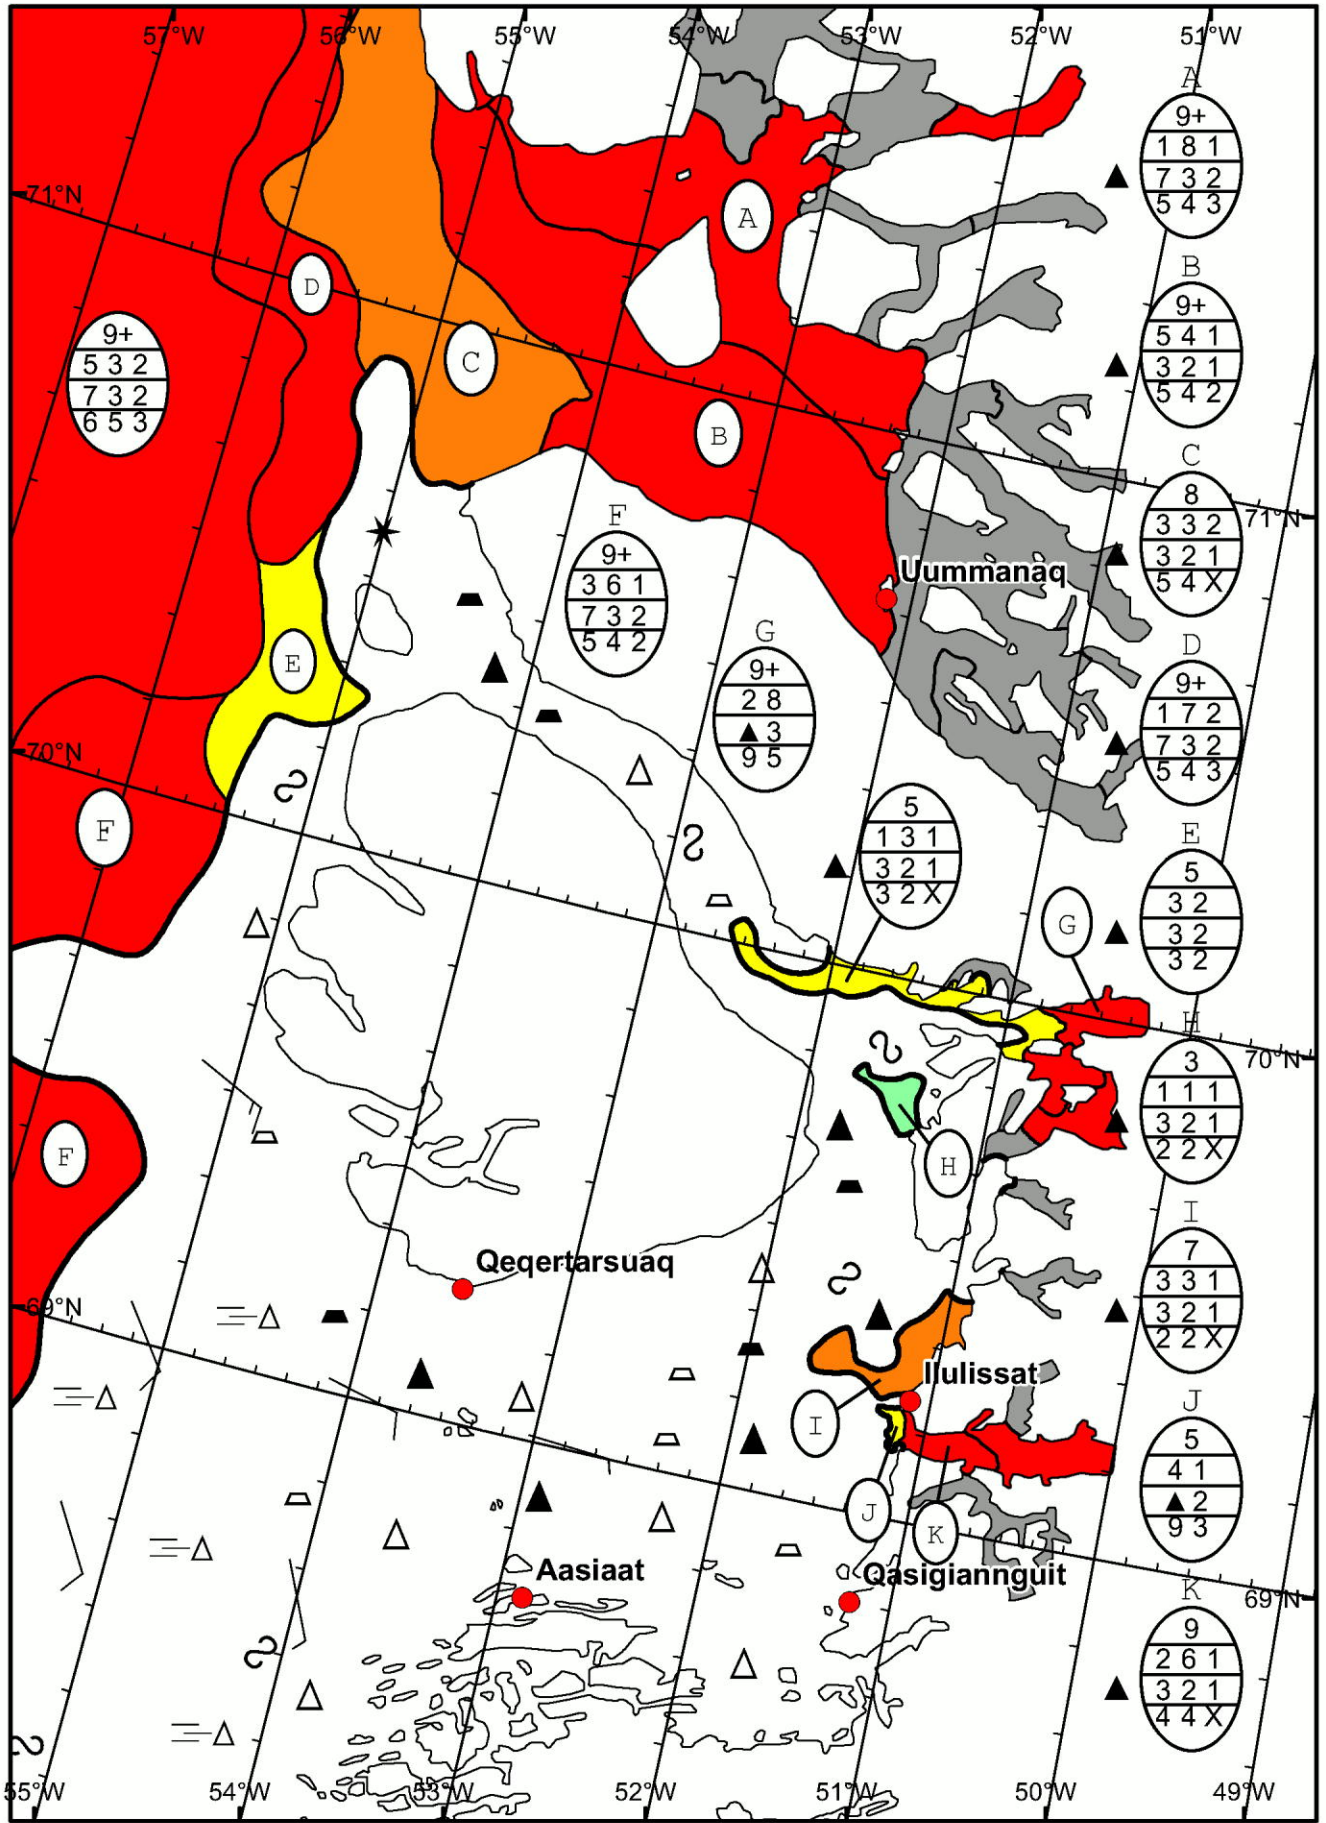 57°W 56°W 55°W 54°W 53°W 52°W 51°W
A
9+
1 8 1
7 3 2
5 4 3
71°N
A
D
B
9+
5 4 1
3 2 1
5 4 2
9+
5 3 2
7 3 2
6 5 3
C
B
C
8
3 3 2
3 2 1
5 4 X
71°N
F
9+
3 6 1
7 3 2
5 4 2
Uummanaq
G
9+
2 8
▲ 3
9 5
D
9+
1 7 2
7 3 2
5 4 3
E
70°N
F
5
1 3 1
3 2 1
3 2 X
E
5
3 2
3 2
3 2
G
70°N
H
3
1 1 1
3 2 1
2 2 X
F
H
I
7
3 3 1
3 2 1
2 2 X
Qeqertarsuaq
69°N
Ilulissat
I
J
5
4 1
▲ 2
9 3
J
K
Aasiaat
Qasigiannguit
69°N
K
9
2 6 1
3 2 1
4 4 X
55°W 54°W 53°W 52°W 51°W 50°W 49°W